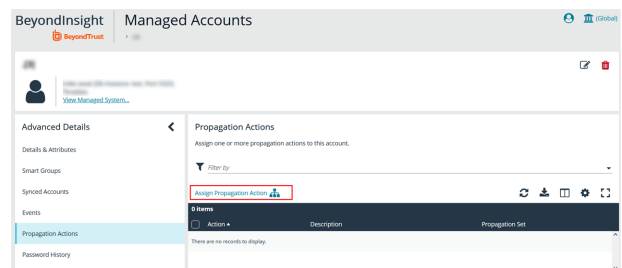 BeyondInsight
BeyondTrust
Managed Accounts
(Global)
View Managed System...
Advanced Details
Details & Attributes
Smart Groups
Synced Accounts
Events
Propagation Actions
Password History
Propagation Actions
Assign one or more propagation actions to this account.
Filter by
Assign Propagation Action
0 items
Action Description Propagation Set
There are no records to display.